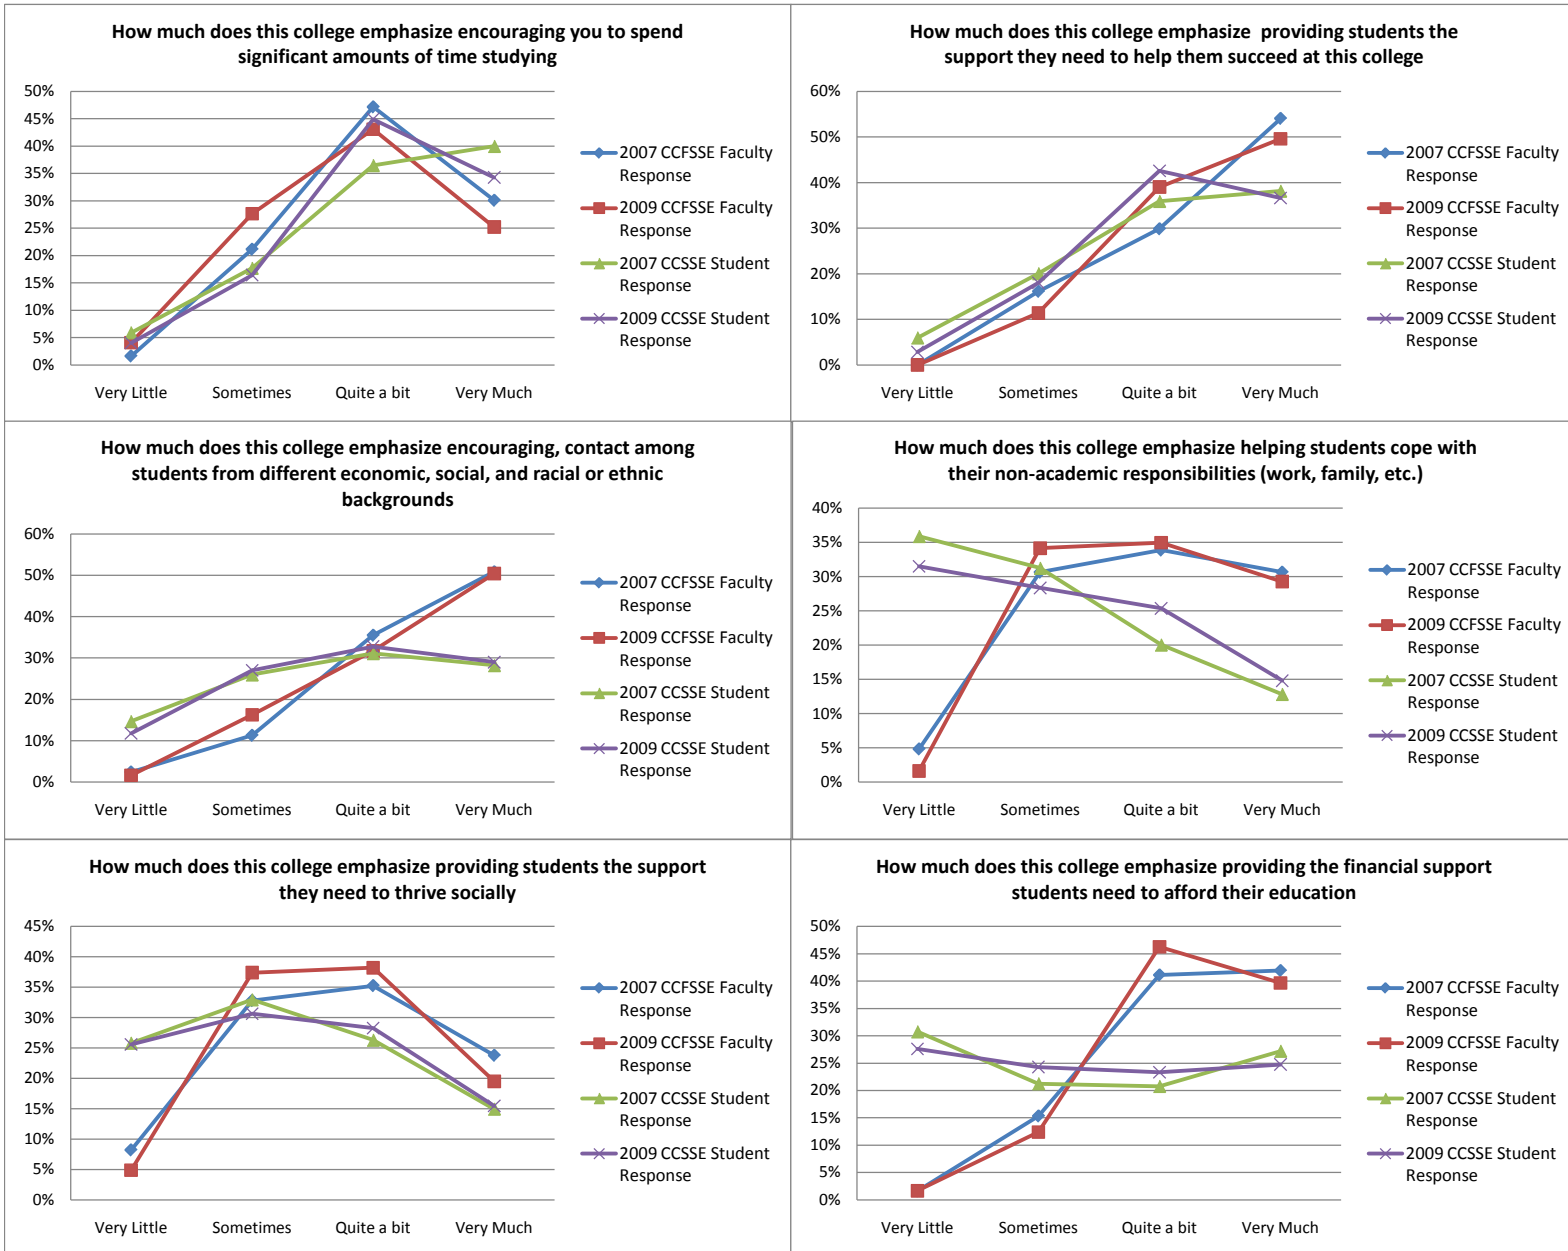 How much does this college emphasize encouraging you to spend
significant amounts of time studying
50%
45%
40%
35%
30%
25%
20%
15%
10%
5%
0%
Very Little Sometimes Quite a bit Very Much
2007 CCFSSE Faculty
Response
2009 CCFSSE Faculty
Response
2007 CCSSE Student
Response
2009 CCSSE Student
Response
How much does this college emphasize providing students the
support they need to help them succeed at this college
60%
50%
40%
30%
20%
10%
0%
Very Little Sometimes Quite a bit Very Much
2007 CCFSSE Faculty
Response
2009 CCFSSE Faculty
Response
2007 CCSSE Student
Response
2009 CCSSE Student
Response
How much does this college emphasize encouraging, contact among
students from different economic, social, and racial or ethnic
backgrounds
60%
50%
40%
30%
20%
10%
0%
Very Little Sometimes Quite a bit Very Much
2007 CCFSSE Faculty
Response
2009 CCFSSE Faculty
Response
2007 CCSSE Student
Response
2009 CCSSE Student
Response
How much does this college emphasize helping students cope with
their non-academic responsibilities (work, family, etc.)
40%
35%
30%
25%
20%
15%
10%
5%
0%
Very Little Sometimes Quite a bit Very Much
2007 CCFSSE Faculty
Response
2009 CCFSSE Faculty
Response
2007 CCSSE Student
Response
2009 CCSSE Student
Response
How much does this college emphasize providing students the support
they need to thrive socially
45%
40%
35%
30%
25%
20%
15%
10%
5%
0%
Very Little Sometimes Quite a bit Very Much
2007 CCFSSE Faculty
Response
2009 CCFSSE Faculty
Response
2007 CCSSE Student
Response
2009 CCSSE Student
Response
How much does this college emphasize providing the financial support
students need to afford their education
50%
45%
40%
35%
30%
25%
20%
15%
10%
5%
0%
Very Little Sometimes Quite a bit Very Much
2007 CCFSSE Faculty
Response
2009 CCFSSE Faculty
Response
2007 CCSSE Student
Response
2009 CCSSE Student
Response